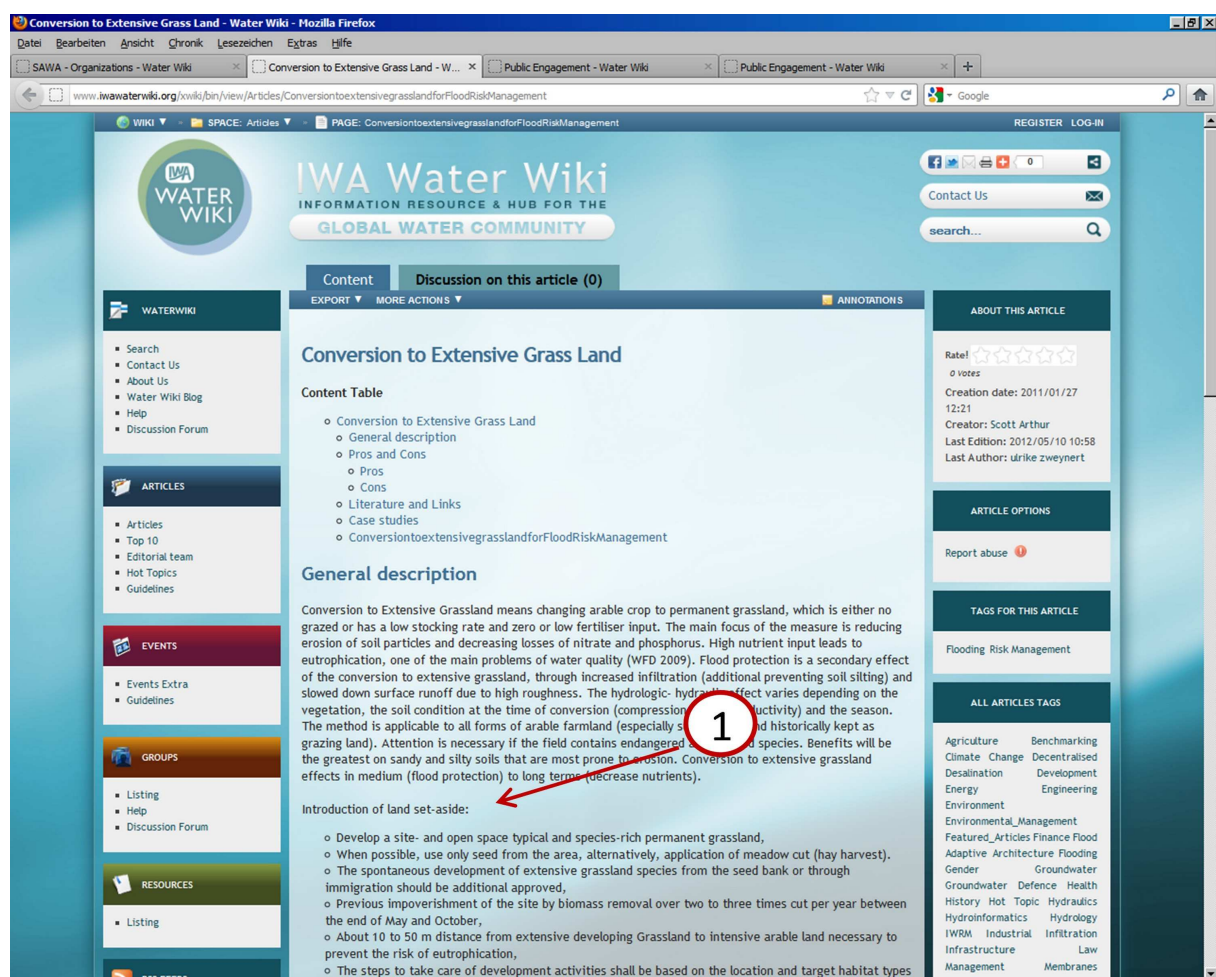 Conversion to Extensive Grass Land - Water Wiki - Mozilla Firefox
Datei Bearbeiten Ansicht Chronik Lesezeichen Extras Hilfe
SAWA - Organizations - Water Wiki
Conversion to Extensive Grass Land - W...
Public Engagement - Water Wiki
Public Engagement - Water Wiki
www.iwawaterwiki.org/xwiki/bin/view/Articles/ConversiontoextensivegrasslandforFloodRiskManagement
Google
WIKI SPACE: Articles PAGE: ConversiontoextensivegrasslandforFloodRiskManagement
REGISTER LOG-IN
IWA
WATER
WIKI
IWA Water Wiki
INFORMATION RESOURCE & HUB FOR THE
GLOBAL WATER COMMUNITY
0
Contact Us
search...
Content
Discussion on this article (0)
EXPORT MORE ACTIONS
ANNOTATIONS
WATERWIKI
Search
Contact Us
About Us
Water Wiki Blog
Help
Discussion Forum
ARTICLES
Articles
Top 10
Editorial team
Hot Topics
Guidelines
EVENTS
Events Extra
Guidelines
GROUPS
Listing
Help
Discussion Forum
RESOURCES
Listing
Conversion to Extensive Grass Land
Content Table
Conversion to Extensive Grass Land
General description
Pros and Cons
Pros
Cons
Literature and Links
Case studies
ConversiontoextensivegrasslandforFloodRiskManagement
General description
Conversion to Extensive Grassland means changing arable crop to permanent grassland, which is either no
grazed or has a low stocking rate and zero or low fertiliser input. The main focus of the measure is reducing
erosion of soil particles and decreasing losses of nitrate and phosphorus. High nutrient input leads to
eutrophication, one of the main problems of water quality (WFD 2009). Flood protection is a secondary effect
of the conversion to extensive grassland, through increased infiltration (additional preventing soil silting) and
slowed down surface runoff due to high roughness. The hydrologic- hydraulic effect varies depending on the
vegetation, the soil condition at the time of conversion (compression and the season.
The method is applicable to all forms of arable farmland (especially historically kept as
grazing land). Attention is necessary if the field contains endangered species. Benefits will be
the greatest on sandy and silty soils that are most prone to erosion. Conversion to extensive grassland
effects in medium (flood protection) to long terms (decrease nutrients).
1
Introduction of land set-aside:
Develop a site- and open space typical and species-rich permanent grassland,
When possible, use only seed from the area, alternatively, application of meadow cut (hay harvest).
The spontaneous development of extensive grassland species from the seed bank or through
immigration should be additional approved,
Previous impoverishment of the site by biomass removal over two to three times cut per year between
the end of May and October,
About 10 to 50 m distance from extensive developing Grassland to intensive arable land necessary to
prevent the risk of eutrophication,
The steps to take care of development activities shall be based on the location and target habitat types
ABOUT THIS ARTICLE
Rate!
0 Votes
Creation date: 2011/01/27
12:21
Creator: Scott Arthur
Last Edition: 2012/05/10 10:58
Last Author: ulrike zweynert
ARTICLE OPTIONS
Report abuse
TAGS FOR THIS ARTICLE
Flooding Risk Management
ALL ARTICLES TAGS
Agriculture Benchmarking
Climate Change Decentralised
Desalination Development
Energy Engineering
Environment
Environmental_Management
Featured_Articles Finance Flood
Adaptive Architecture Flooding
Gender Groundwater
Groundwater Defence Health
History Hot Topic Hydraulics
Hydroinformatics Hydrology
IWRM Industrial Infiltration
Infrastructure Law
Management Membranes